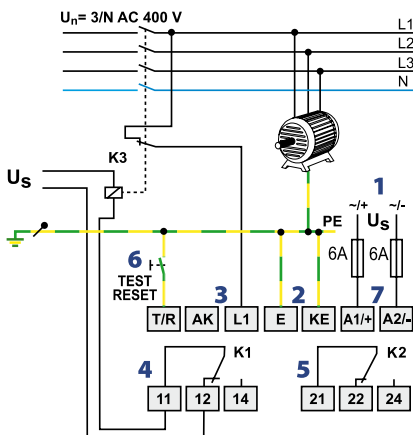 Un= 3/N AC 400 V
L1
L2
L3
N
K3
Us
1
~/+ ~/-
Us
PE
6A 6A
6
TEST
RESET
3 2 7
T/R AK L1 E KE A1/+ A2/-
4 K1 5 K2
11 12 14 21 22 24